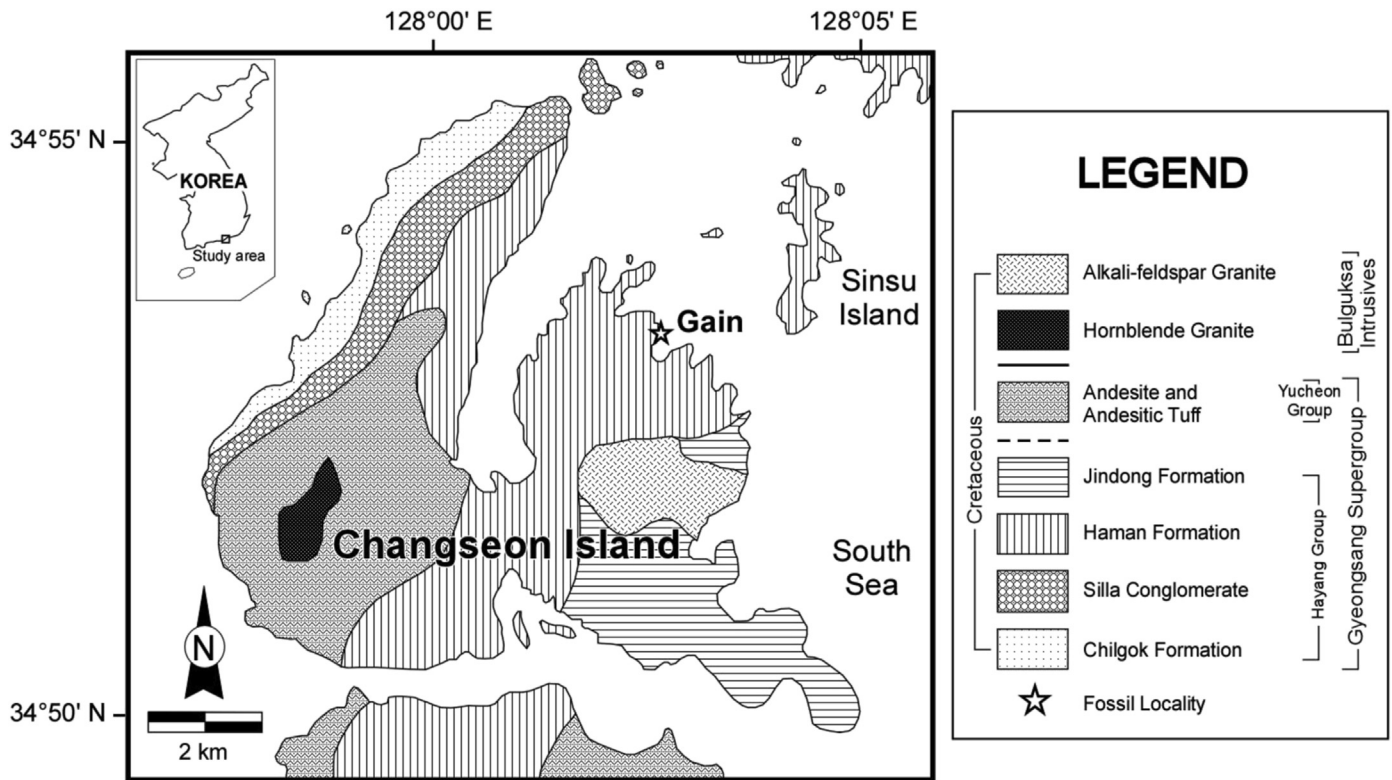 128°00' E
128°05' E
34°55' N
34°50' N
KOREA
Study area
Gain
Sinsu
Island
Changseon Island
South
Sea
N
2 km
LEGEND
Alkali-feldspar Granite
Hornblende Granite
Andesite and
Andesitic Tuff
Jindong Formation
Haman Formation
Silla Conglomerate
Chilgok Formation
Fossil Locality
Cretaceous
Bulguksa
Intrusives
Yucheon
Group
Hayang Group
Gyeongsang Supergroup